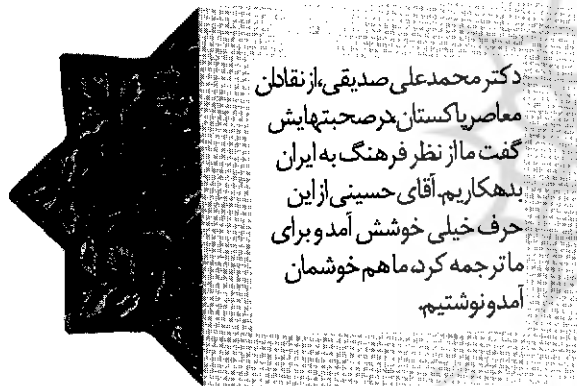 دکتر محمدعلی صدیقی، از نقادان
معاصر پاکستان، در صحبتهایش
گفت ما از نظر فرهنگ به ایران
بدهکاریم. آقای حسینی از این
حرف خیلی خوشش آمد و برای
ما ترجمه کرد، ما هم خوشمان
آمد و نوشتیم.